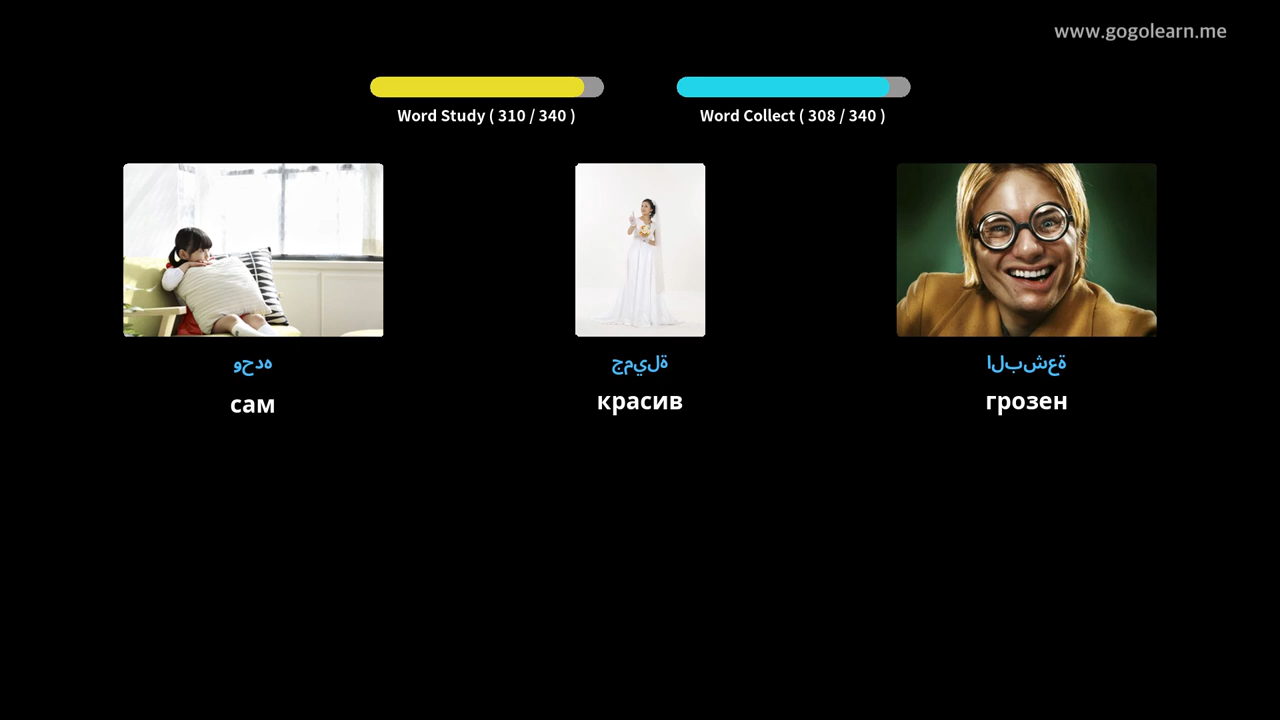 www.gogolearn.me
Word Study ( 310 / 340 )
Word Collect ( 308 / 340 )
وحده
сам
جميلة
красив
البشعة
грозен